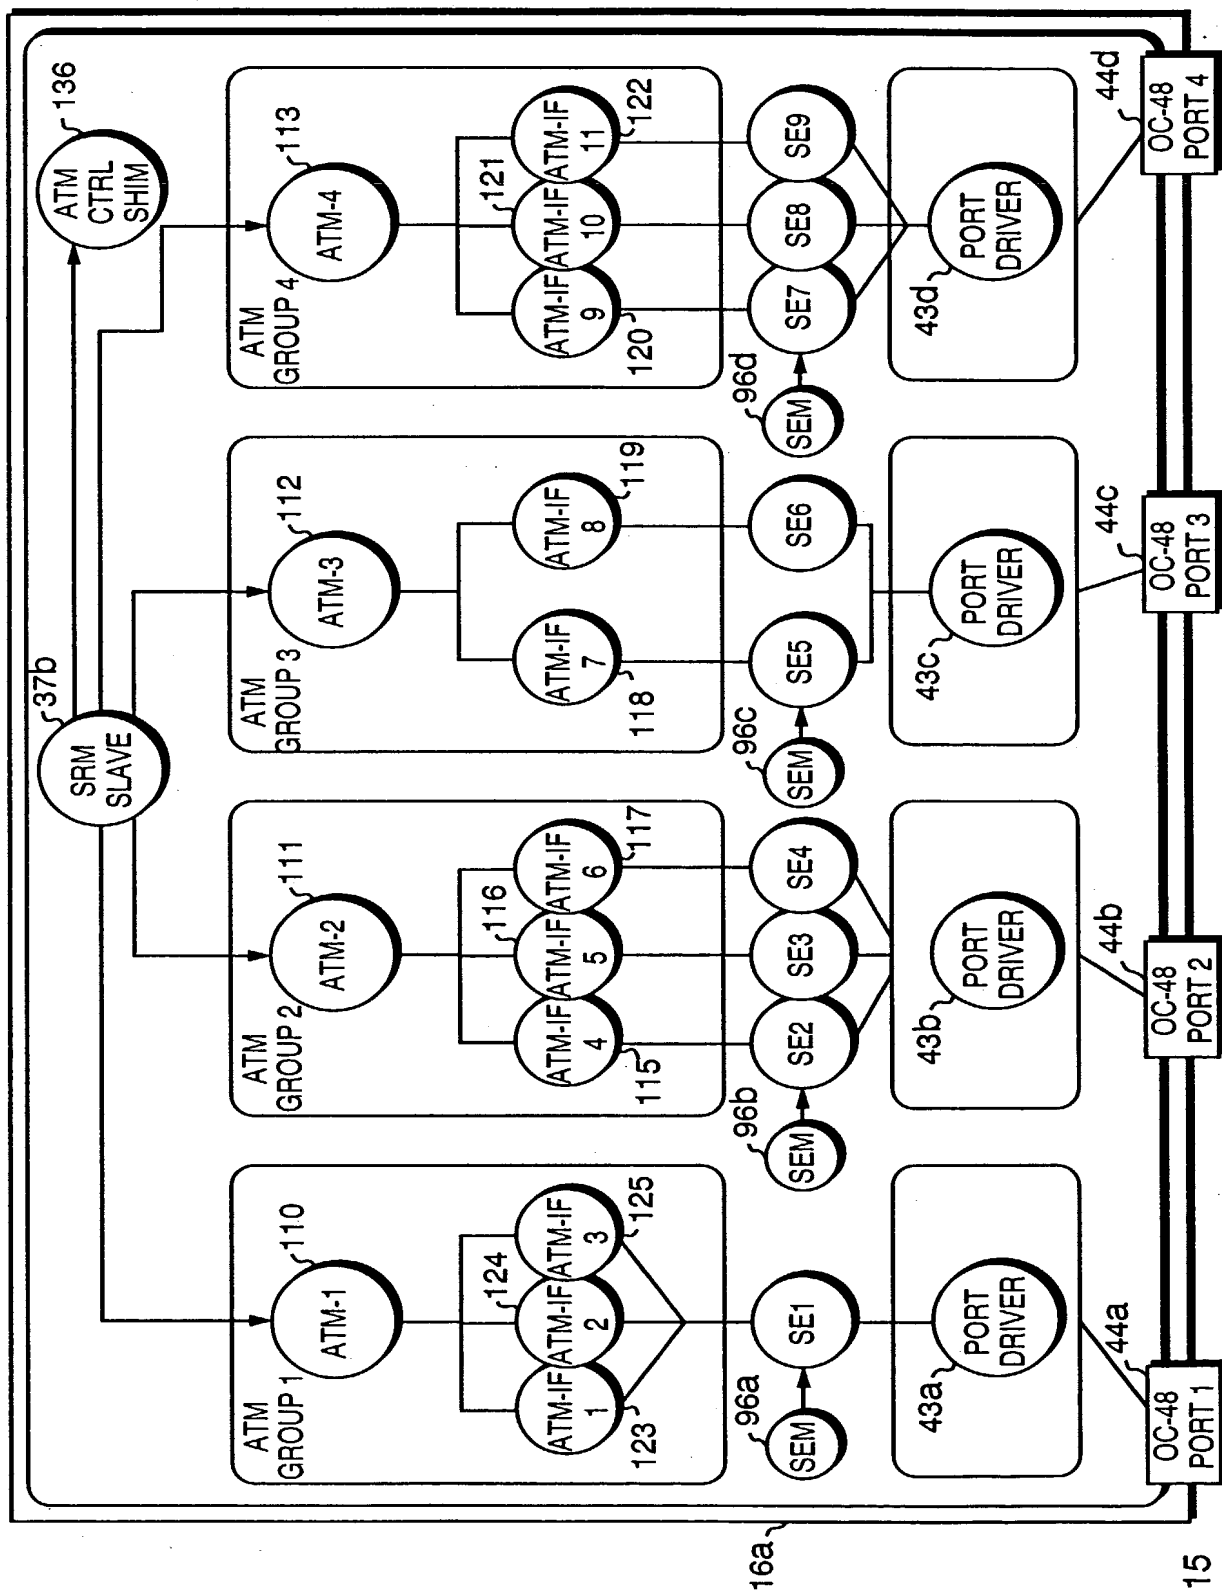 SRM
SLAVE
37b
ATM
CTRL
SHIM
136
ATM
GROUP 1
ATM-1
110
ATM
GROUP 2
ATM-2
111
ATM
GROUP 3
ATM-3
112
ATM
GROUP 4
ATM-4
113
ATM-IF
1
123
ATM-IF
2
124
ATM-IF
3
125
ATM-IF
4
115
ATM-IF
5
116
ATM-IF
6
117
ATM-IF
7
118
ATM-IF
8
119
ATM-IF
9
120
ATM-IF
10
121
ATM-IF
11
122
SEM
96a
SE1
SEM
96b
SE2
SE3
SE4
SEM
96c
SE5
SE6
SEM
96d
SE7
SE8
SE9
PORT
DRIVER
43a
PORT
DRIVER
43b
PORT
DRIVER
43c
PORT
DRIVER
43d
OC-48
PORT 1
44a
OC-48
PORT 2
44b
OC-48
PORT 3
44c
OC-48
PORT 4
44d
16a
15